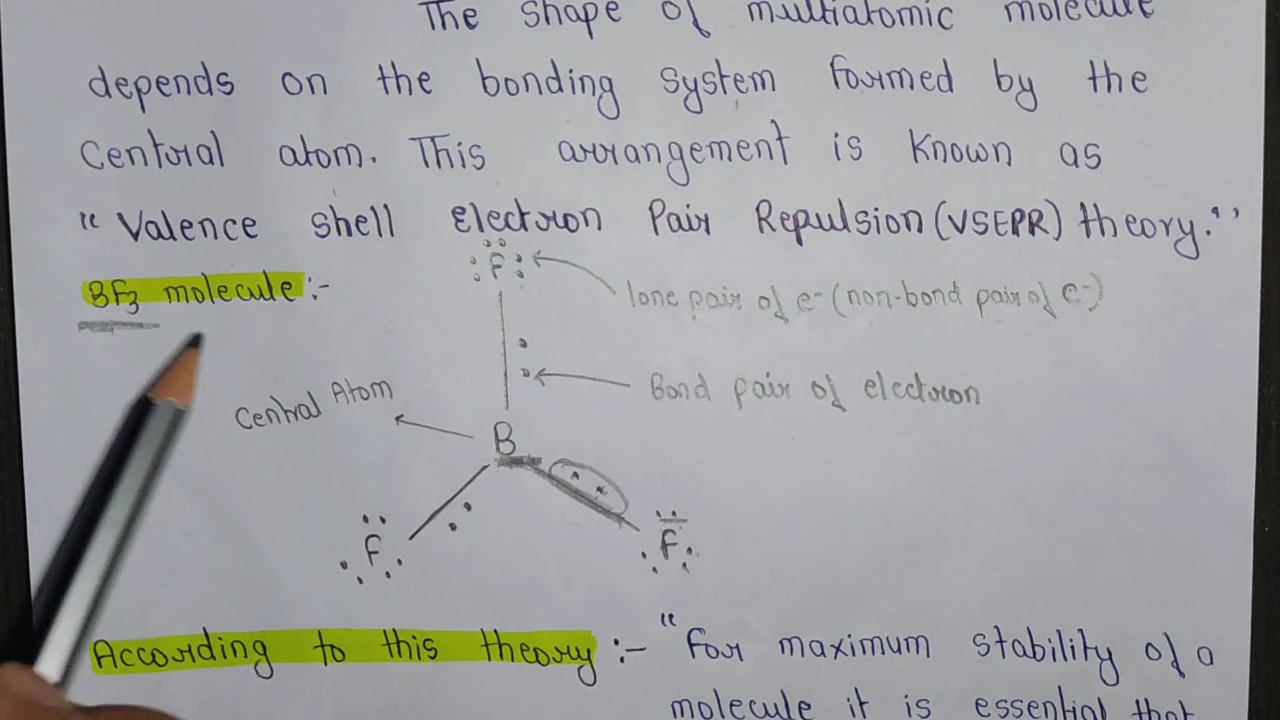 The shape of multiatomic molecule
depends on the bonding system formed by the
Central atom. This arrangement is known as
“Valence shell Electron Pair Repulsion (VSEPR) theory.”
BF3 molecule:-
F
lone pair of e- (non-bond pair of e-)
Bond pair of electron
Central Atom
B
F
F
According to this theory :- “For maximum stability of a
molecule it is essential that